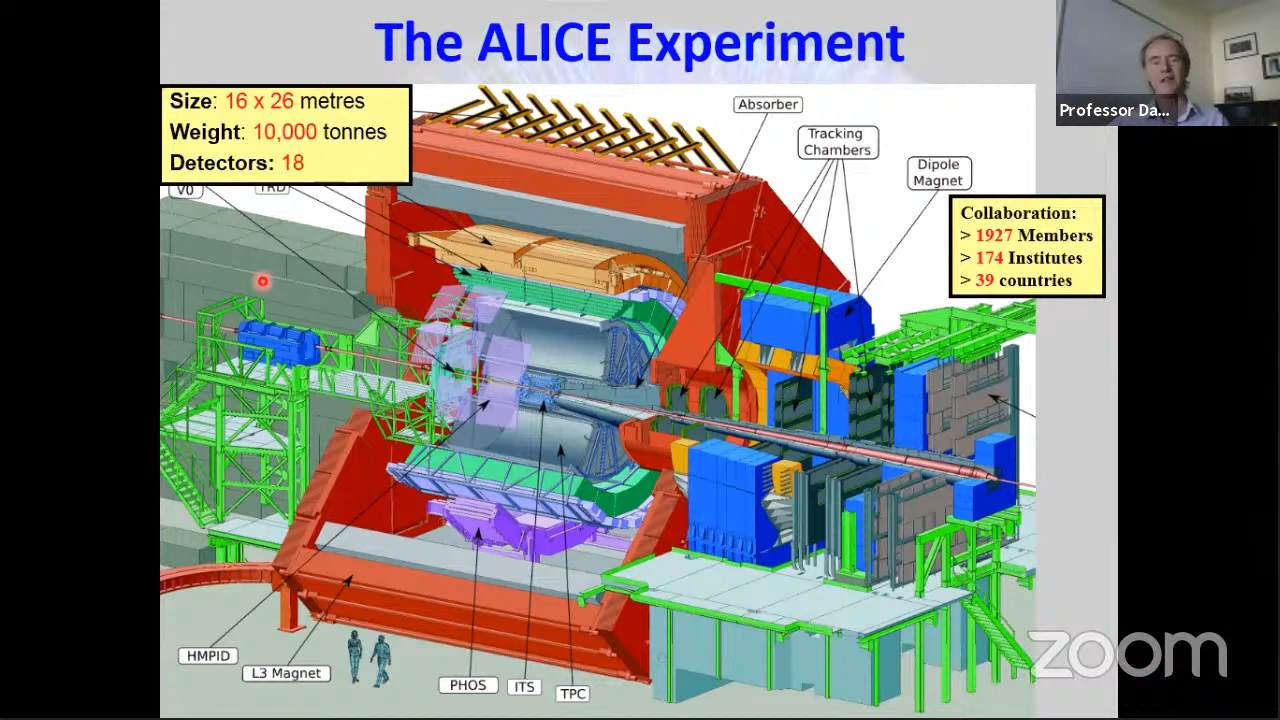 The ALICE Experiment
Size: 16 x 26 metres
Weight: 10,000 tonnes
Detectors: 18
V0
TRD
Absorber
Tracking
Chambers
Dipole
Magnet
Professor Da...
Collaboration:
> 1927 Members
> 174 Institutes
> 39 countries
HMPID
L3 Magnet
PHOS
ITS
TPC
zoom